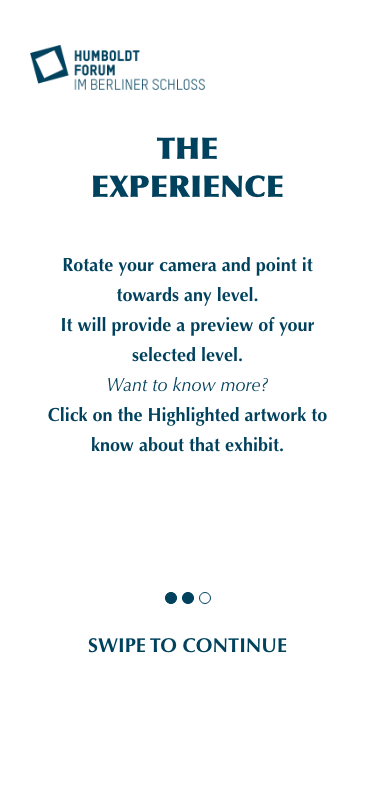 HUMBOLDT
FORUM
IM BERLINER SCHLOSS
THE
EXPERIENCE
Rotate your camera and point it
towards any level.
It will provide a preview of your
selected level.
Want to know more?
Click on the Highlighted artwork to
know about that exhibit.
SWIPE TO CONTINUE